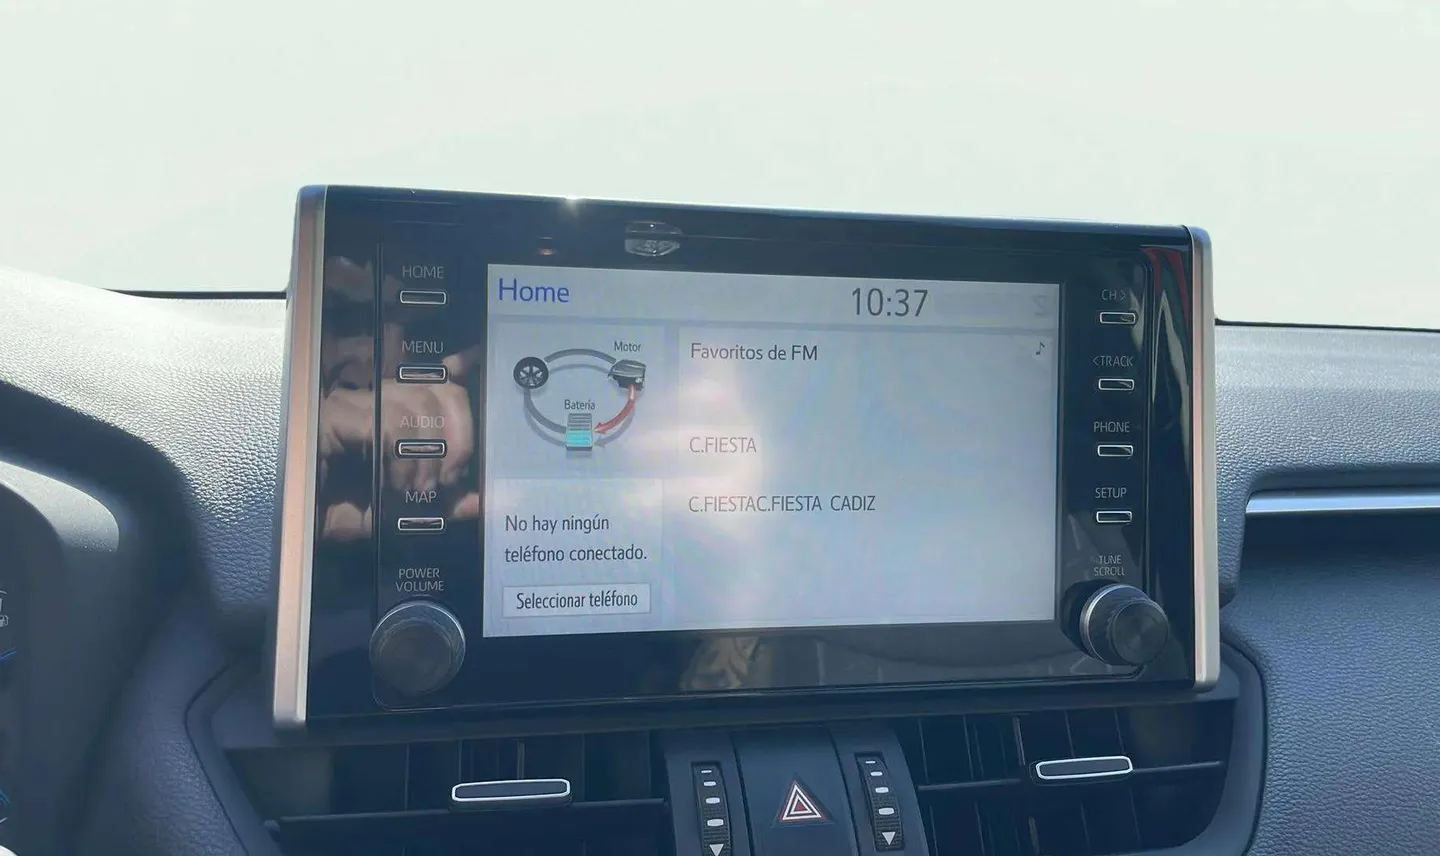 HOME
MENU
AUDIO
MAP
POWER
VOLUME
Home
10:37
Motor
Batería
Favoritos de FM
C.FIESTA
C.FIESTAC.FIESTA CADIZ
No hay ningún
teléfono conectado.
Seleccionar teléfono
CH >
< TRACK
PHONE
SETUP
TUNE
SCROLL